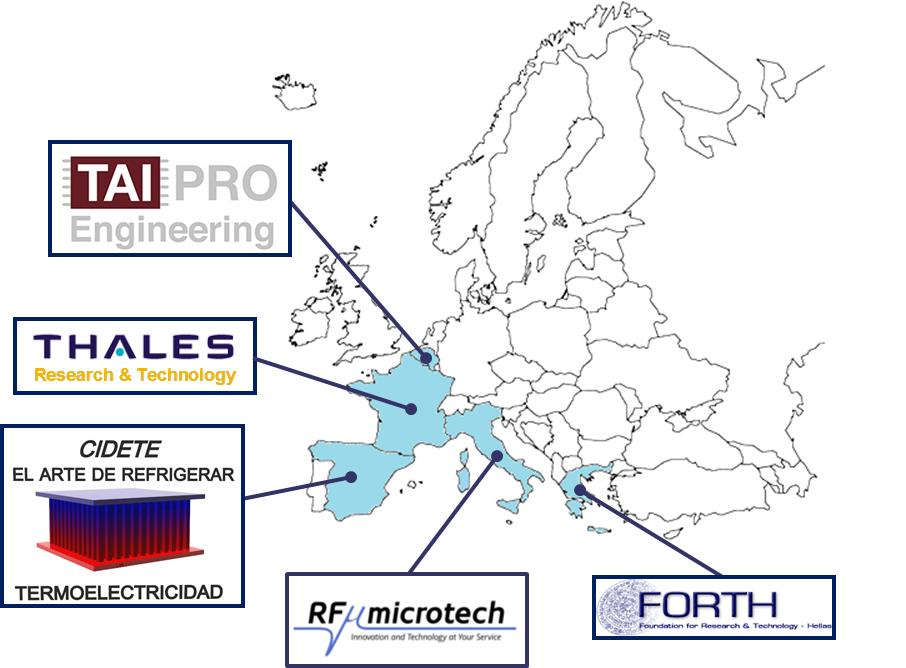 TAI PRO
Engineering
THALES
Research & Technology
CIDETE
EL ARTE DE REFRIGERAR
TERMOELECTRICIDAD
RFμmicrotech
Innovation and Technology at Your Service
FORTH
Foundation for Research & Technology - Hellas